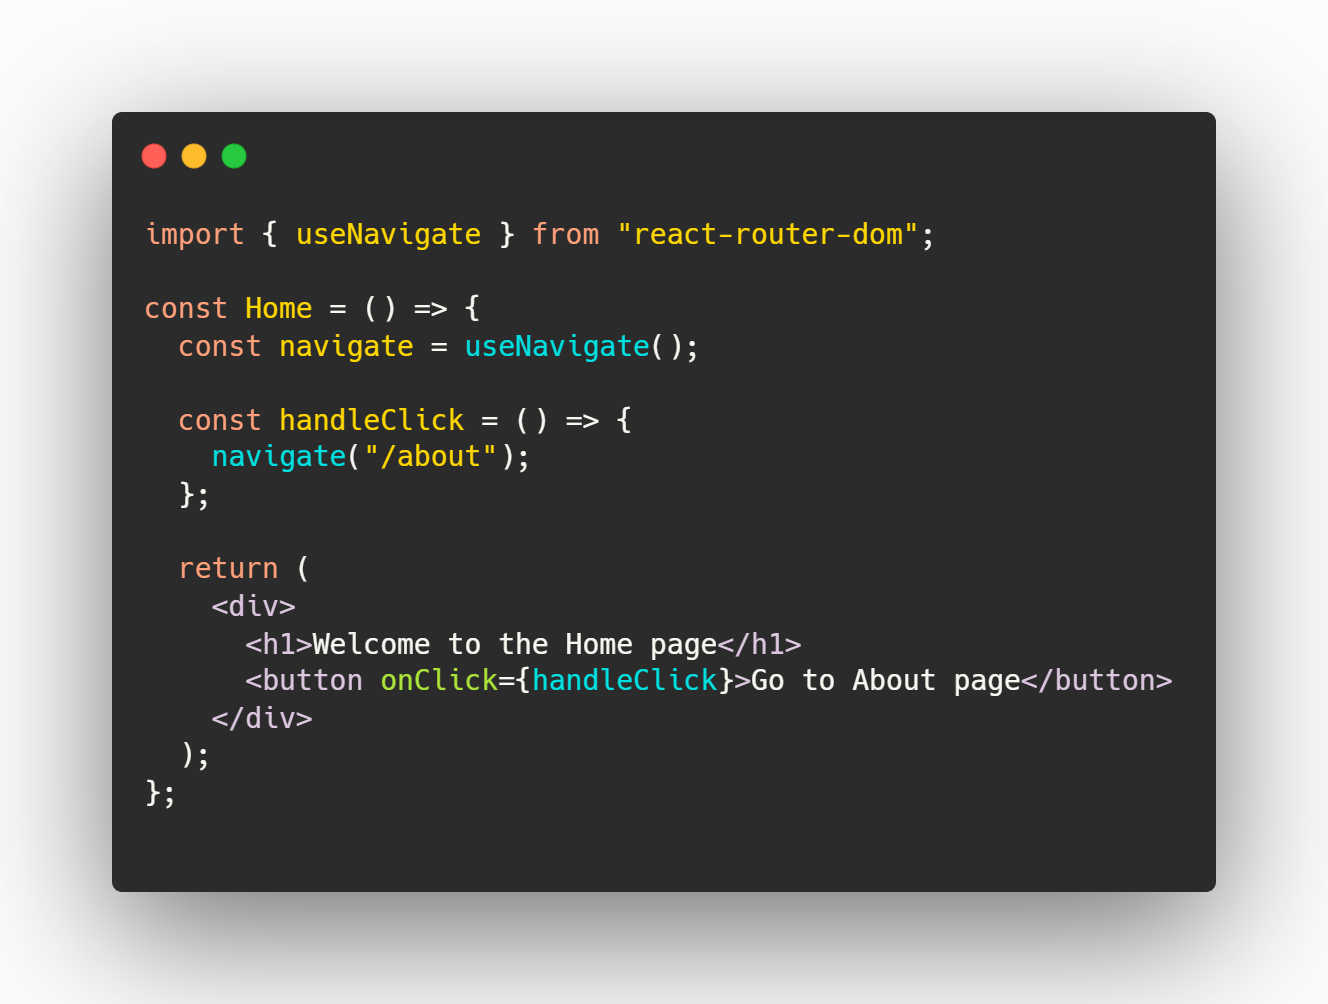 import { useNavigate } from "react-router-dom";

const Home = () => {
  const navigate = useNavigate();

  const handleClick = () => {
    navigate("/about");
  };

  return (
    <div>
      <h1>Welcome to the Home page</h1>
      <button onClick={handleClick}>Go to About page</button>
    </div>
  );
};